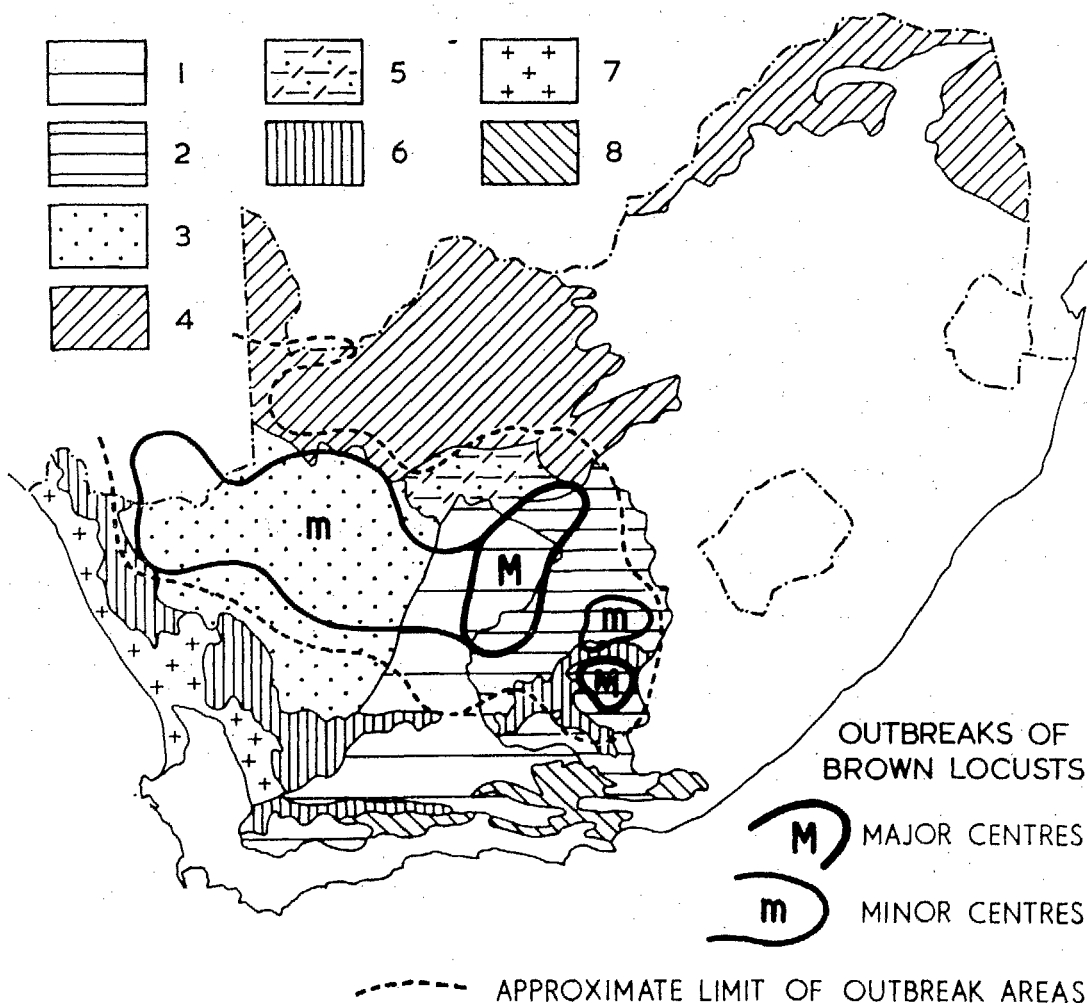 1
2
3
4
5
6
7
8
m
M
m
M
OUTBREAKS OF
BROWN LOCUSTS
M MAJOR CENTRES
m MINOR CENTRES
APPROXIMATE LIMIT OF OUTBREAK AREAS